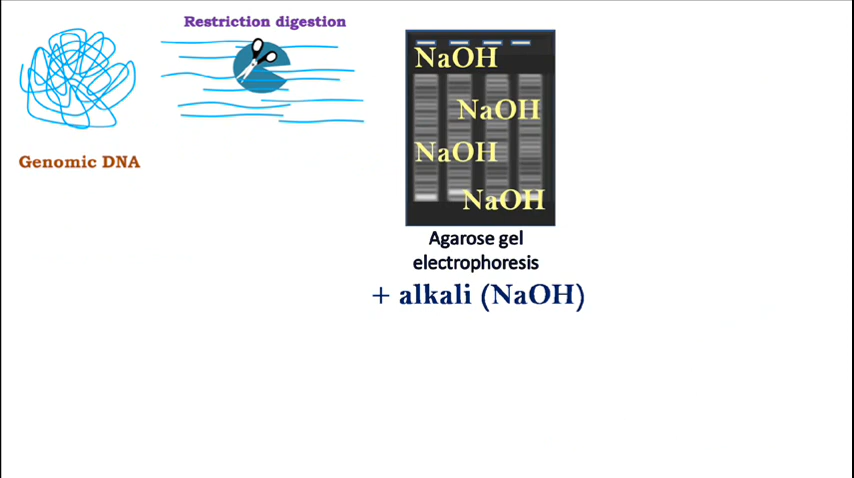 Restriction digestion
Genomic DNA
NaOH
NaOH
NaOH
NaOH
Agarose gel
electrophoresis
+ alkali (NaOH)